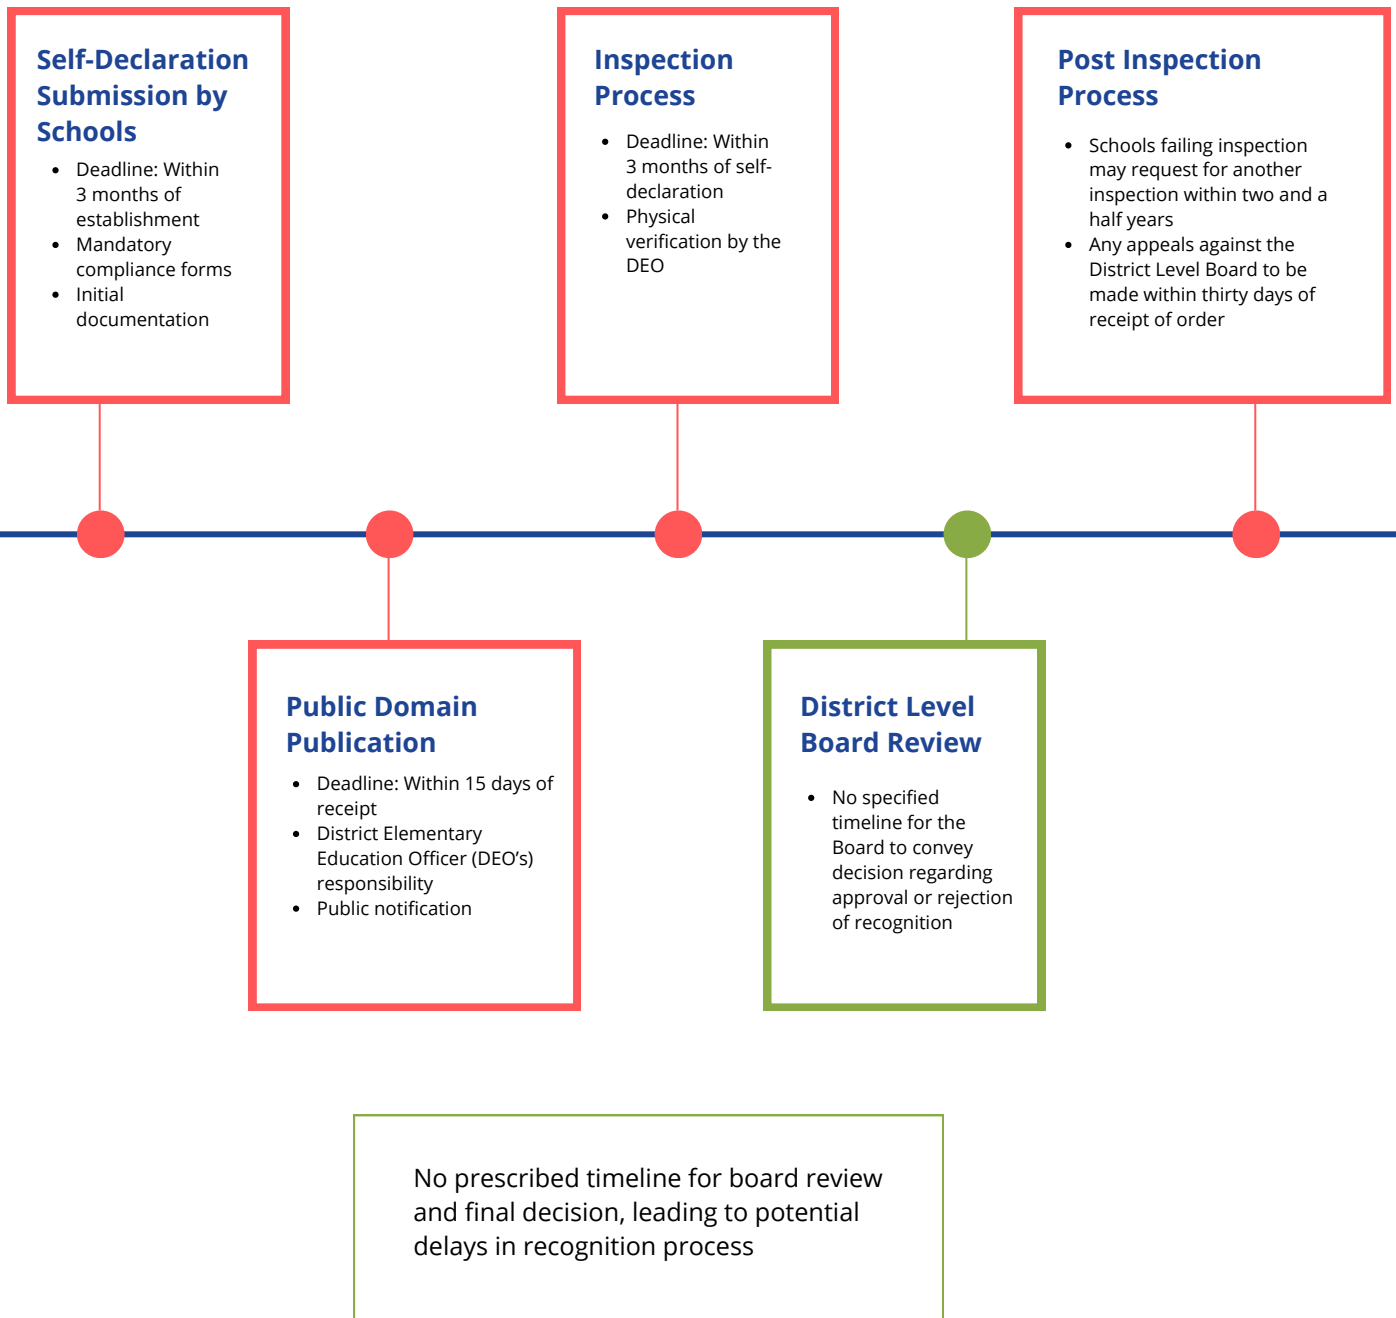 Self-Declaration
Submission by
Schools
• Deadline: Within
3 months of
establishment
• Mandatory
compliance forms
• Initial
documentation
Public Domain
Publication
• Deadline: Within 15 days of
receipt
• District Elementary
Education Officer (DEO’s)
responsibility
• Public notification
Inspection
Process
• Deadline: Within
3 months of self-
declaration
• Physical
verification by the
DEO
District Level
Board Review
• No specified
timeline for the
Board to convey
decision regarding
approval or rejection
of recognition
Post Inspection
Process
• Schools failing inspection
may request for another
inspection within two and a
half years
• Any appeals against the
District Level Board to be
made within thirty days of
receipt of order
No prescribed timeline for board review
and final decision, leading to potential
delays in recognition process